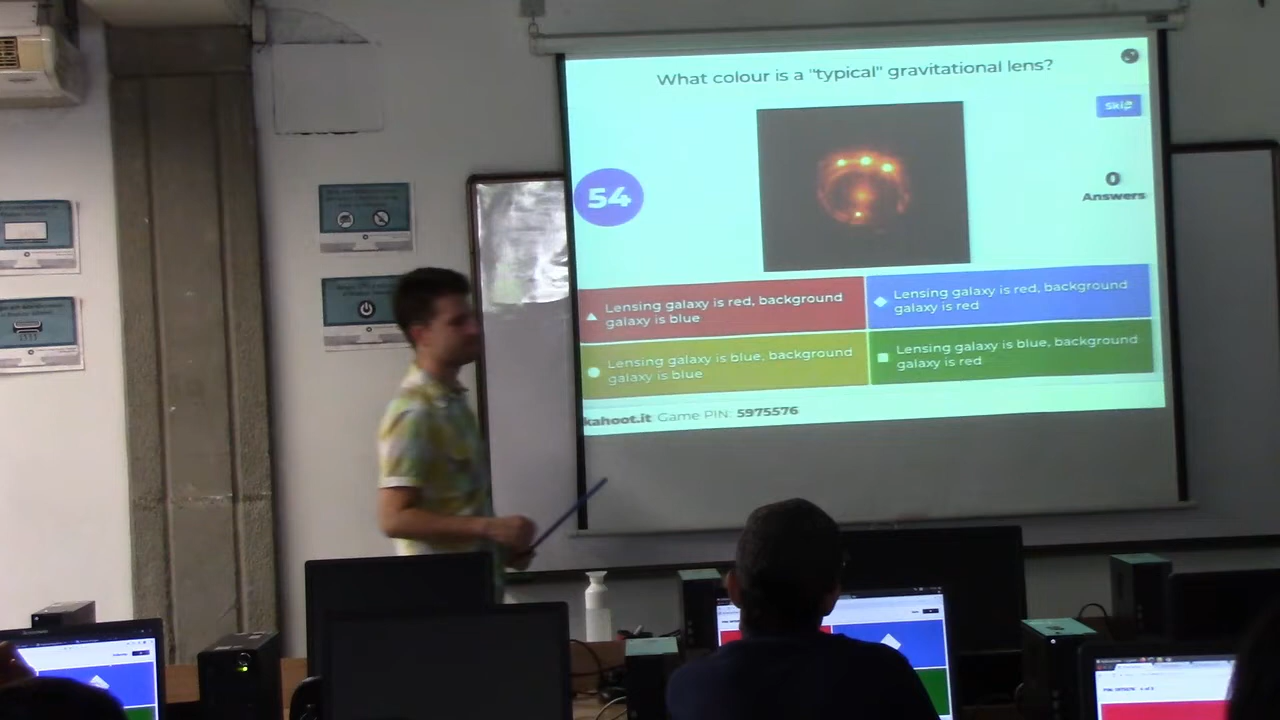 What colour is a "typical" gravitational lens?
Skip
54
0
Answers
Lensing galaxy is red, background
galaxy is blue
Lensing galaxy is red, background
galaxy is red
Lensing galaxy is blue, background
galaxy is blue
Lensing galaxy is blue, background
galaxy is red
kahoot.it Game PIN: 5975576